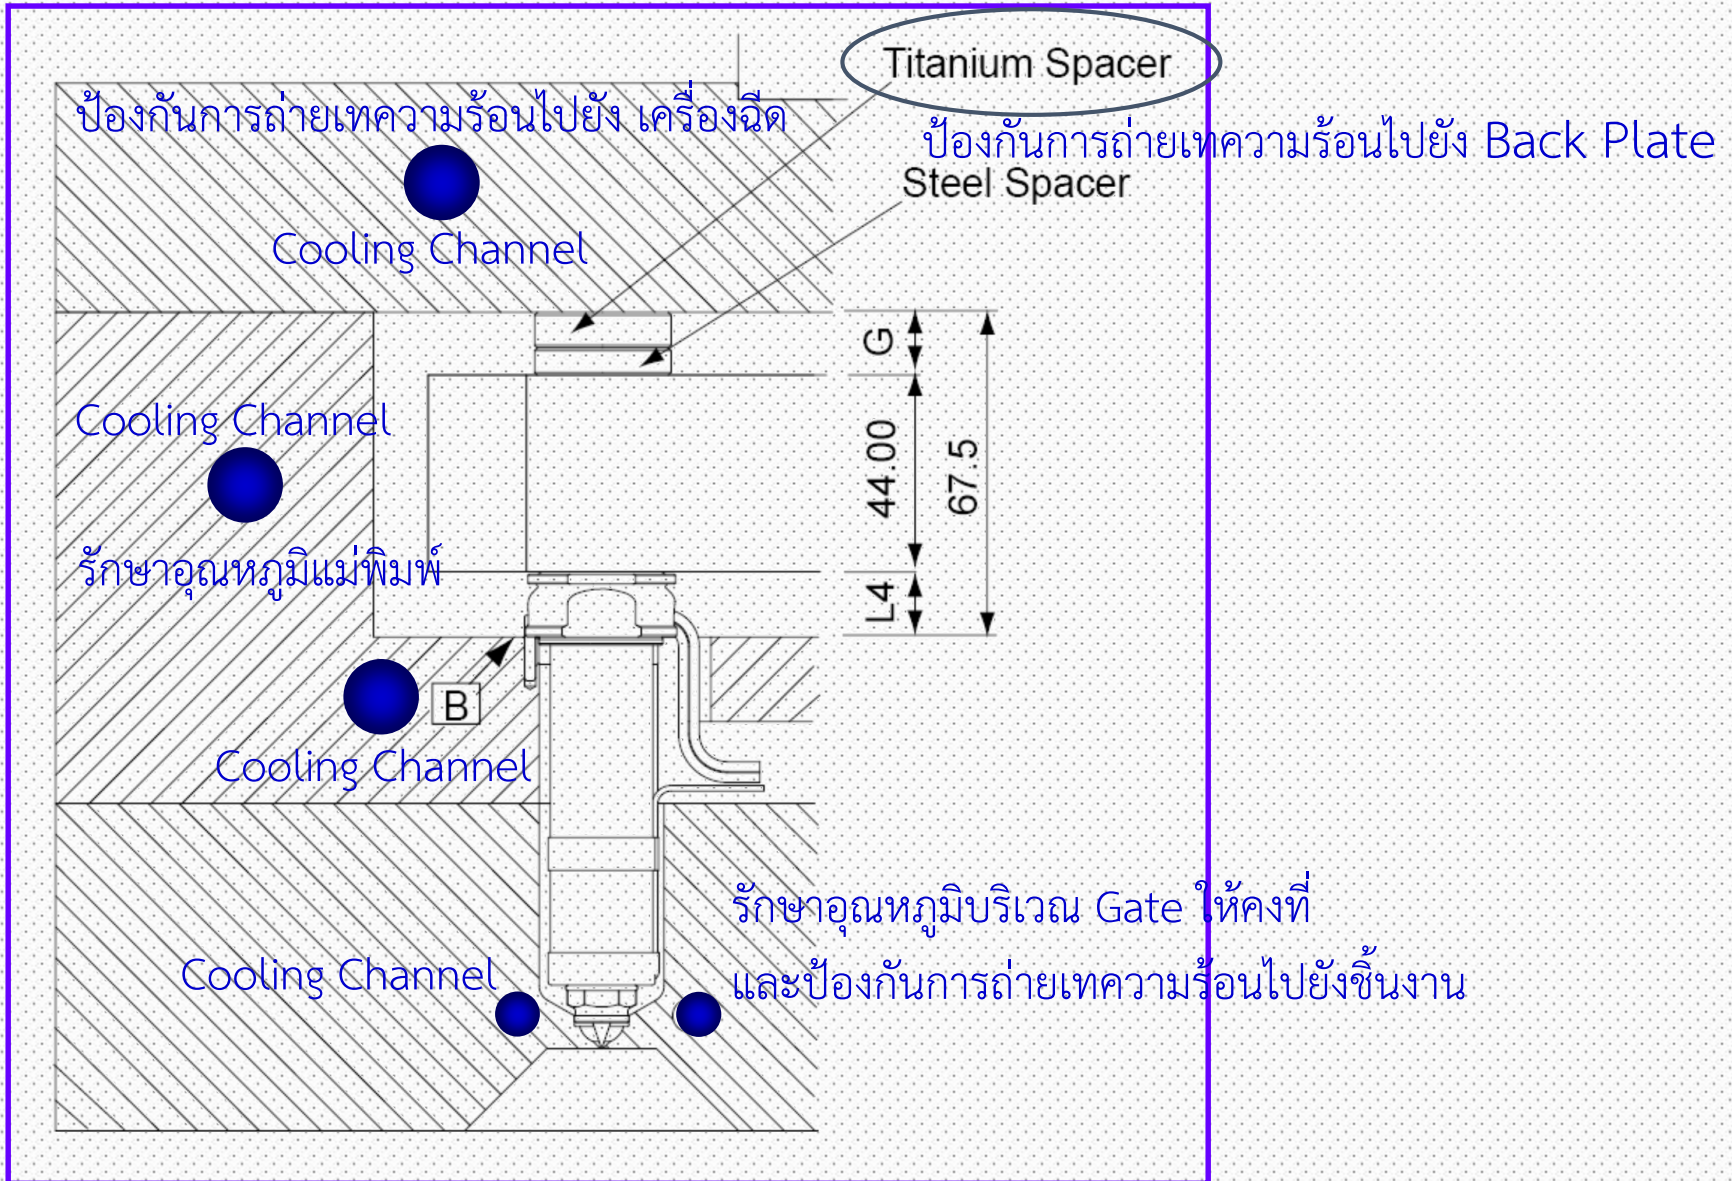 Titanium Spacer
ป้องกันการถ่ายเทความร้อนไปยัง เครื่องฉีด
ป้องกันการถ่ายเทความร้อนไปยัง Back Plate
Steel Spacer
Cooling Channel
G
Cooling Channel
44.00
67.5
รักษาอุณหภูมิแม่พิมพ์
L4
B
Cooling Channel
รักษาอุณหภูมิบริเวณ Gate ให้คงที่
Cooling Channel
และป้องกันการถ่ายเทความร้อนไปยังชิ้นงาน